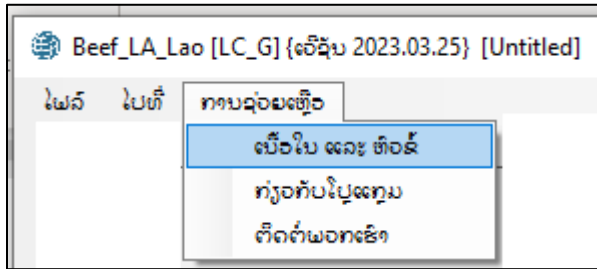 Beef_LA_Lao [LC_G] {ເວີຊັນ 2023.03.25} [Untitled]
ໄຟລ໌ ໄປທີ່ ການຊ່ວຍເຫຼືອ
ເນື້ອໃນ ແລະ ຫົວຂໍ້
ກ່ຽວກັບໂປຼແກຼມ
ຕິດຕໍ່ພວກເຮົາ